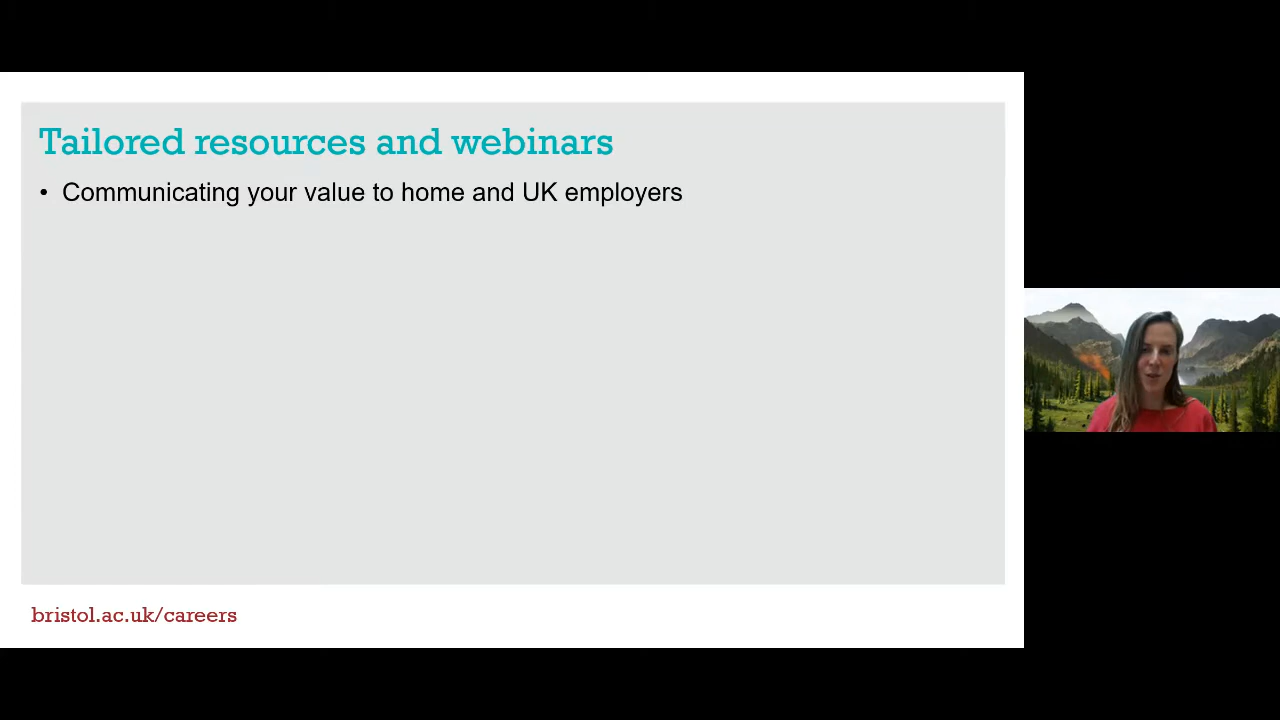 Tailored resources and webinars
• Communicating your value to home and UK employers
bristol.ac.uk/careers